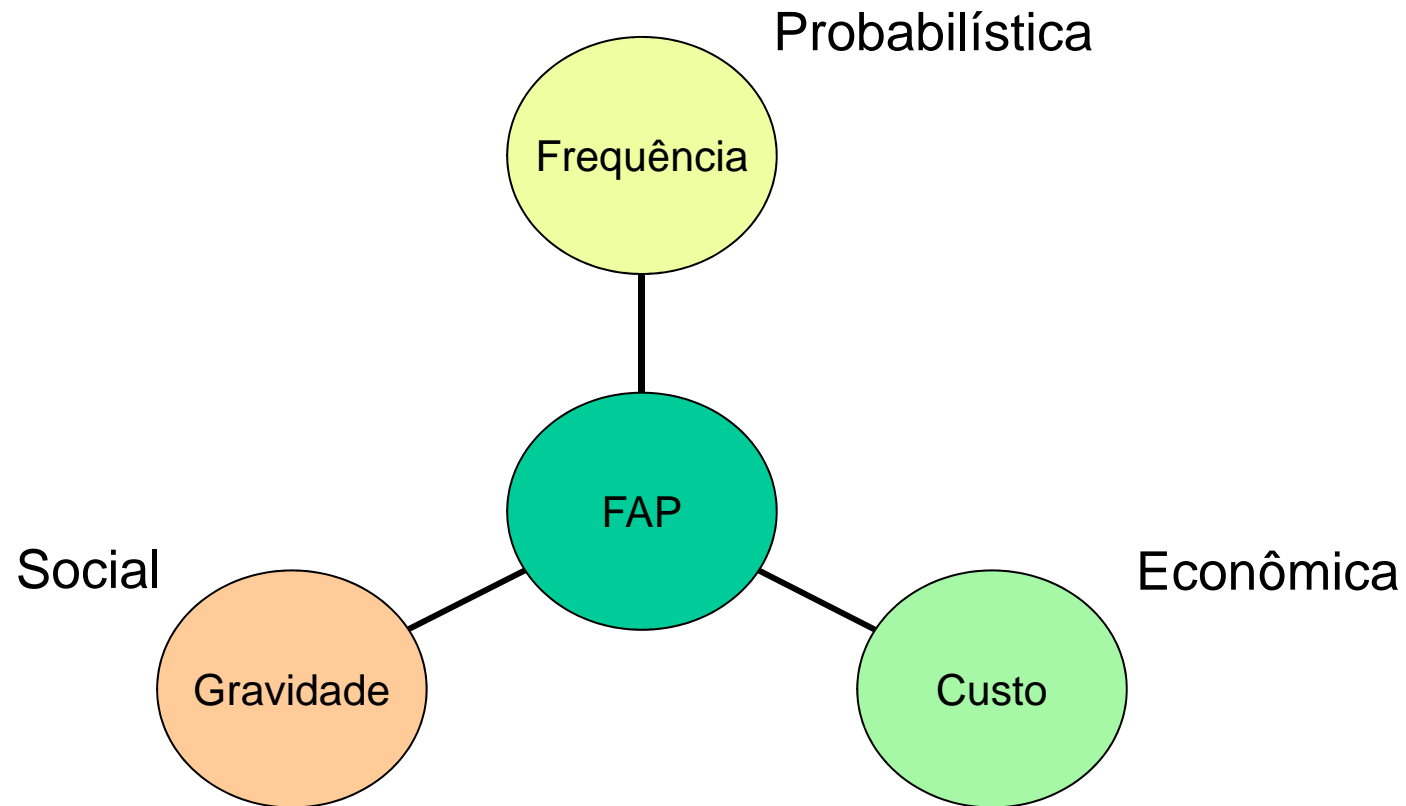 Probabilística
Frequência
FAP
Social
Econômica
Gravidade
Custo